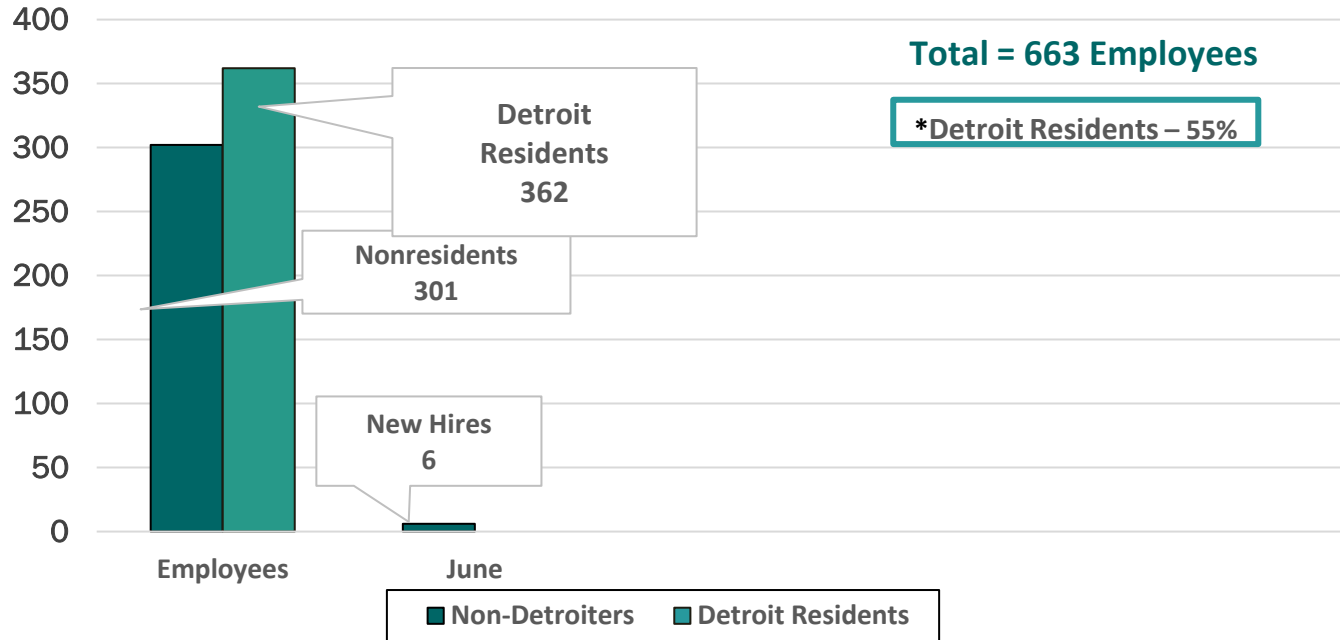 Total = 663 Employees
*Detroit Residents – 55%
400
350
300
250
200
150
100
50
0
Detroit
Residents
362
Nonresidents
301
New Hires
6
Employees
June
Non-Detroiters
Detroit Residents